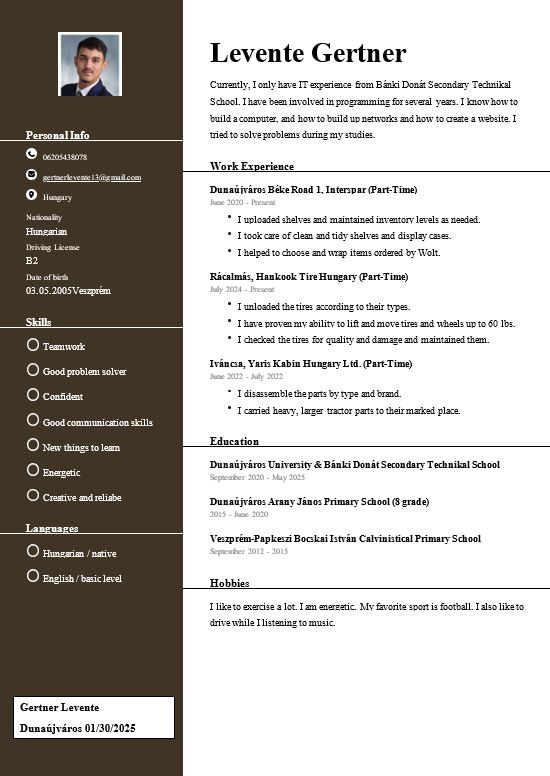 Personal Info
06205438078
gertnerlevente13@gmail.com
Hungary
Nationality
Hungarian
Driving License
B2
Date of birth
03.05.2005Veszprém
Skills
Teamwork
Good problem solver
Confident
Good communication skills
New things to learn
Energetic
Creative and reliabe
Languages
Hungarian / native
English / basic level
Gertner Levente
Dunaújváros 01/30/2025
Levente Gertner
Currently, I only have IT experience from Bánki Donát Secondary Technikal
School. I have been involved in programming for several years. I know how to
build a computer, and how to build up networks and how to create a website. I
tried to solve problems during my studies.
Work Experience
Dunaújváros Béke Road 1, Interspar (Part-Time)
June 2020 - Present
• I uploaded shelves and maintained inventory levels as needed.
• I took care of clean and tidy shelves and display cases.
• I helped to choose and wrap items ordered by Wolt.
Rácalmás, Hankook Tire Hungary (Part-Time)
July 2024 - Present
• I unloaded the tires according to their types.
• I have proven my ability to lift and move tires and wheels up to 60 lbs.
• I checked the tires for quality and damage and maintained them.
Iváncsa, Yaris Kabin Hungary Ltd. (Part-Time)
June 2022 - July 2022
• I disassemble the parts by type and brand.
• I carried heavy, larger tractor parts to their marked place.
Education
Dunaújváros University & Bánki Donát Secondary Technikal School
September 2020 - May 2025
Dunaújváros Arany János Primary School (8 grade)
2015 - June 2020
Veszprém-Papkeszi Bocskai István Calvinistical Primary School
September 2012 - 2015
Hobbies
I like to exercise a lot. I am energetic. My favorite sport is football. I also like to
drive while I listening to music.